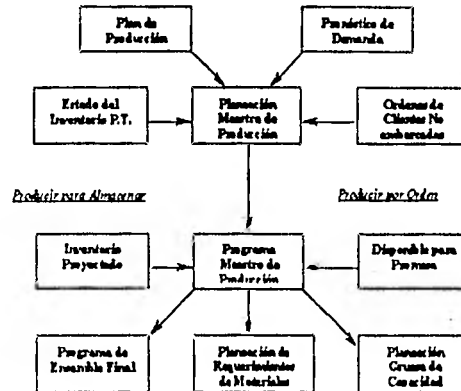 Plan de
Producción
Pronóstico de
Demanda
Estado del
Inventario P.T.
Planeación
Maestra de
Producción
Ordenes de
Clientes No
embarcadas
Producir para Almacenar
Producir por Orden
Inventario
Proyectado
Programa
Maestro de
Producción
Disponible para
Promesa
Programa de
Ensamble Final
Planeación de
Requerimientos
de Materiales
Planeación
Gruesa de
Capacidad